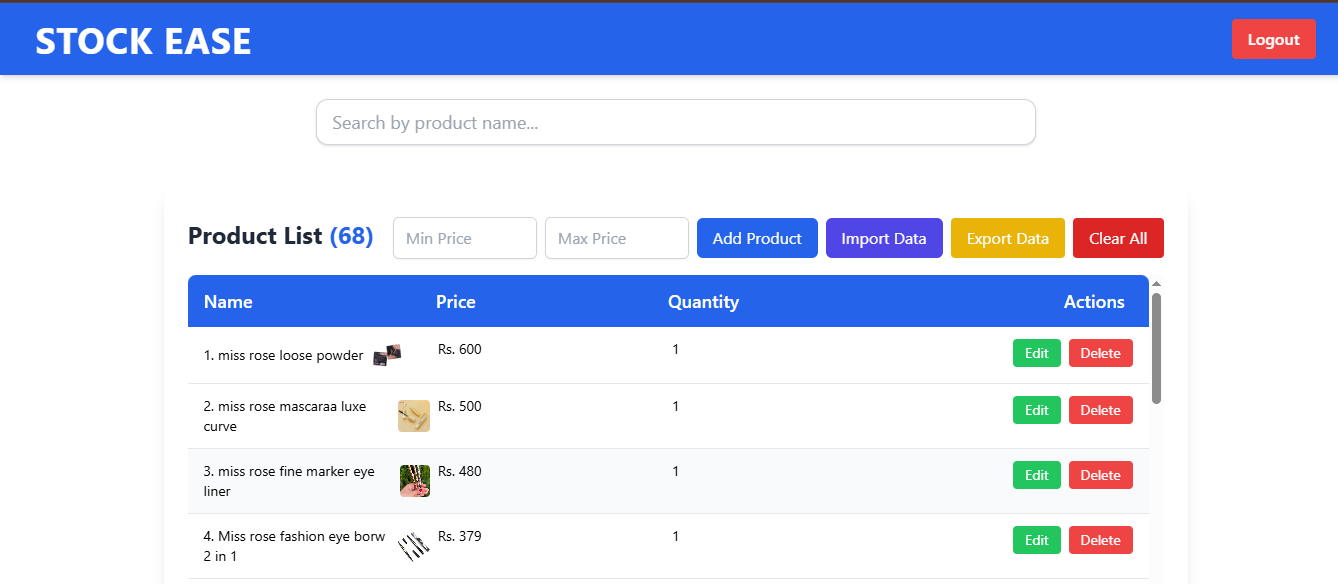 STOCK EASE
Logout
Search by product name...
Product List (68)
Min Price
Max Price
Add Product
Import Data
Export Data
Clear All
Name Price Quantity Actions
1. miss rose loose powder Rs. 600 1 Edit Delete
2. miss rose mascaraa luxe Rs. 500 1 Edit Delete
curve
3. miss rose fine marker eye Rs. 480 1 Edit Delete
liner
4. Miss rose fashion eye borw Rs. 379 1 Edit Delete
2 in 1